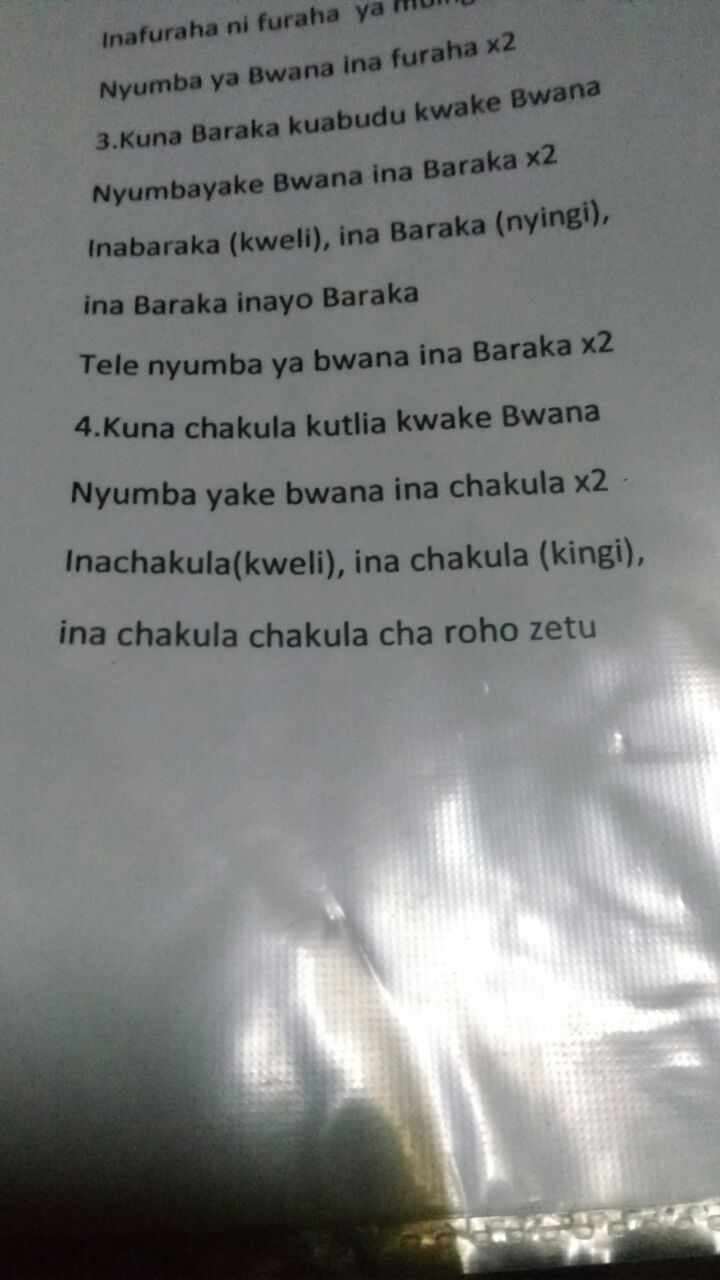 Inafuraha ni furaha ya
Nyumba ya Bwana ina furaha x2
3.Kuna Baraka kuabudu kwake Bwana
Nyumbayake Bwana ina Baraka x2
Inabaraka (kweli), ina Baraka (nyingi),
ina Baraka inayo Baraka
Tele nyumba ya bwana ina Baraka x2
4.Kuna chakula kutlia kwake Bwana
Nyumba yake bwana ina chakula x2
Inachakula(kweli), ina chakula (kingi),
ina chakula chakula cha roho zetu